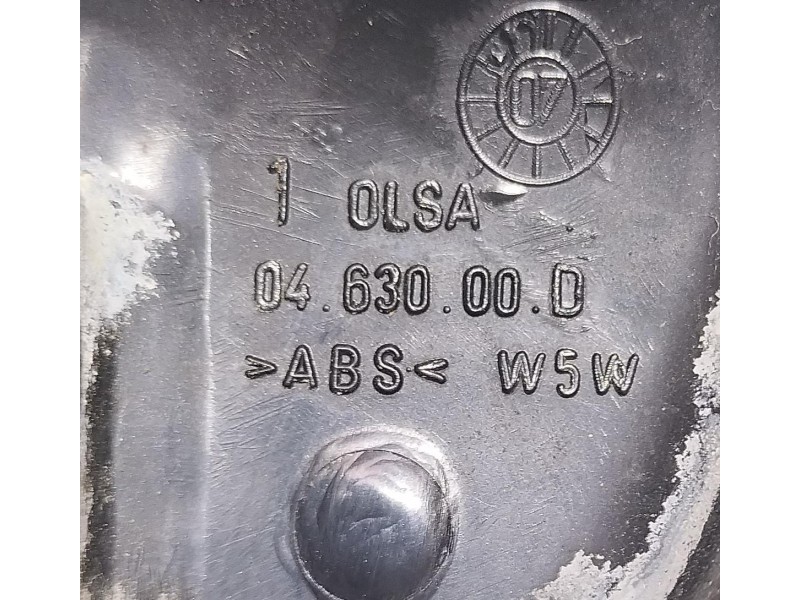 07
1 OLSA
04.630.00.D
>ABS< W5W